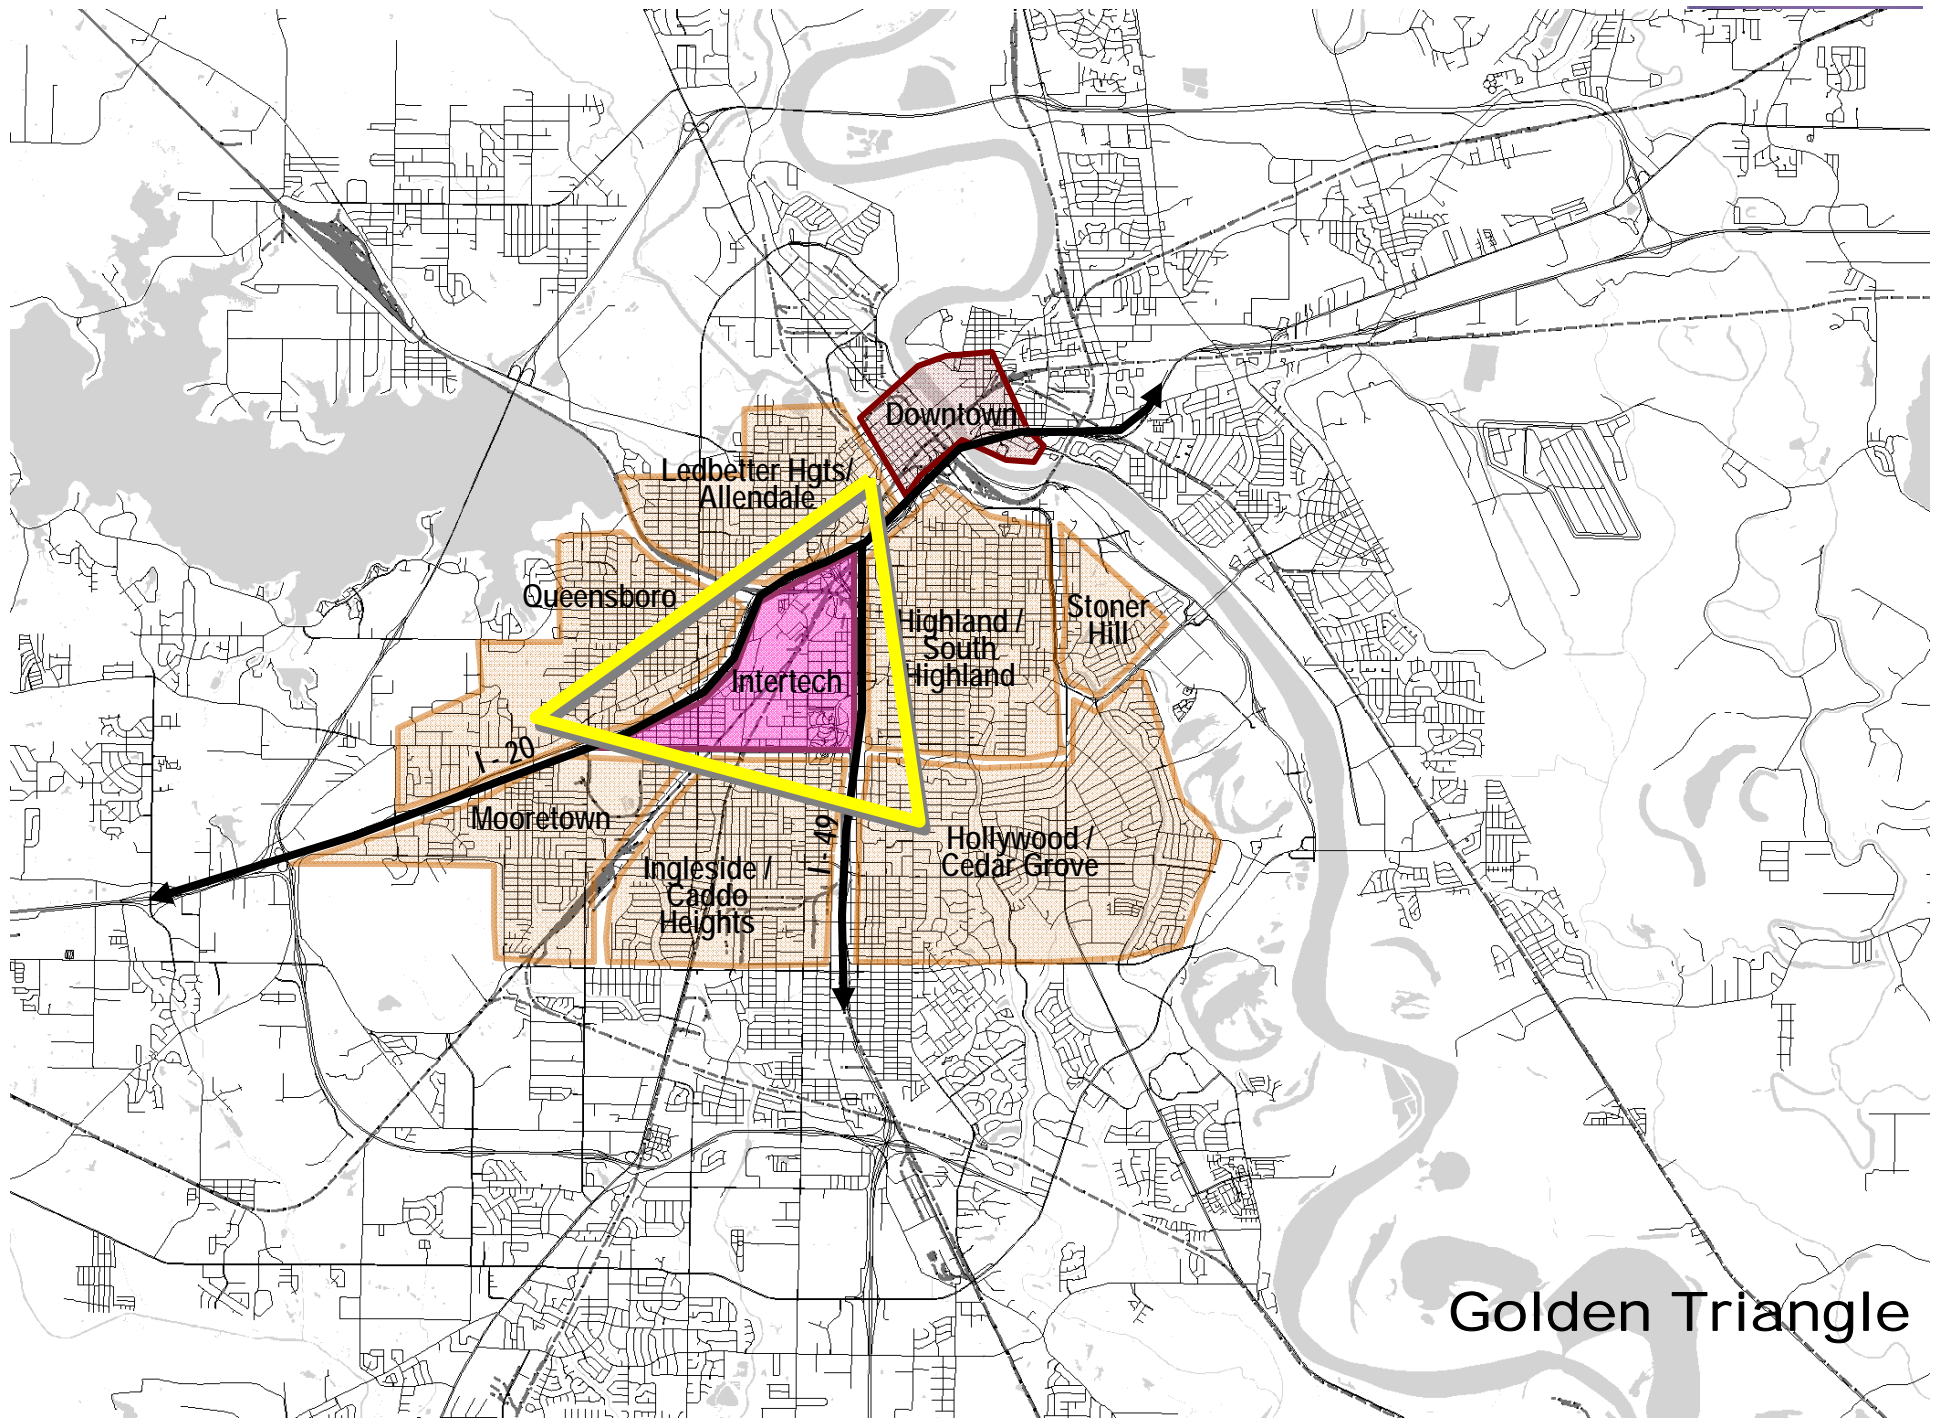 Downtown
Ledbetter Hgts/
Allendale
Queensboro
Highland /
South
Highland
Stoner
Hill
Intertech
I - 20
Mooretown
I - 49
Hollywood /
Cedar Grove
Ingleside /
Caddo
Heights
Golden Triangle